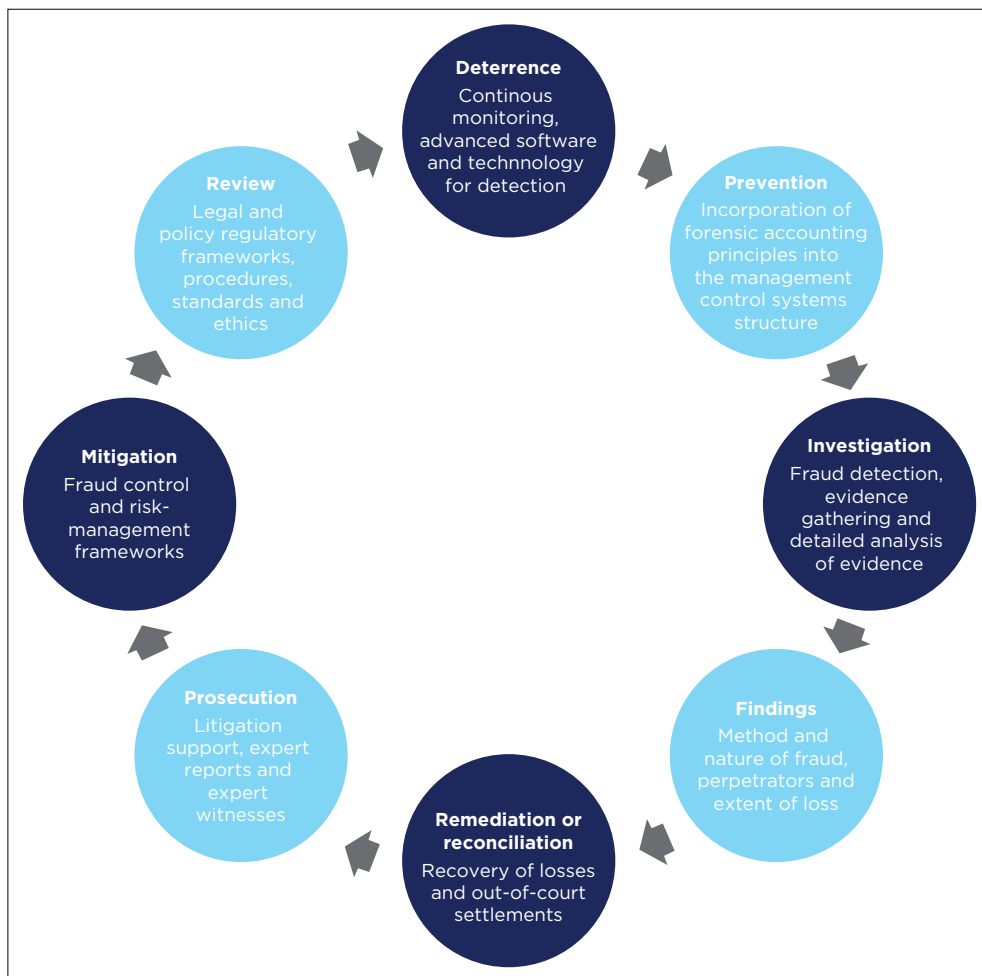 Deterrence
Continous
monitoring,
advanced software
and technnology
for detection
Prevention
Incorporation of
forensic accounting
principles into
the management
control systems
structure
Investigation
Fraud detection,
evidence
gathering and
detailed analysis
of evidence
Findings
Method and
nature of fraud,
perpetrators and
extent of loss
Remediation or
reconciliation
Recovery of losses
and out-of-court
settlements
Prosecution
Litigation
support, expert
reports and
expert
witnesses
Mitigation
Fraud control
and risk-
management
frameworks
Review
Legal and
policy regulatory
frameworks,
procedures,
standards and
ethics